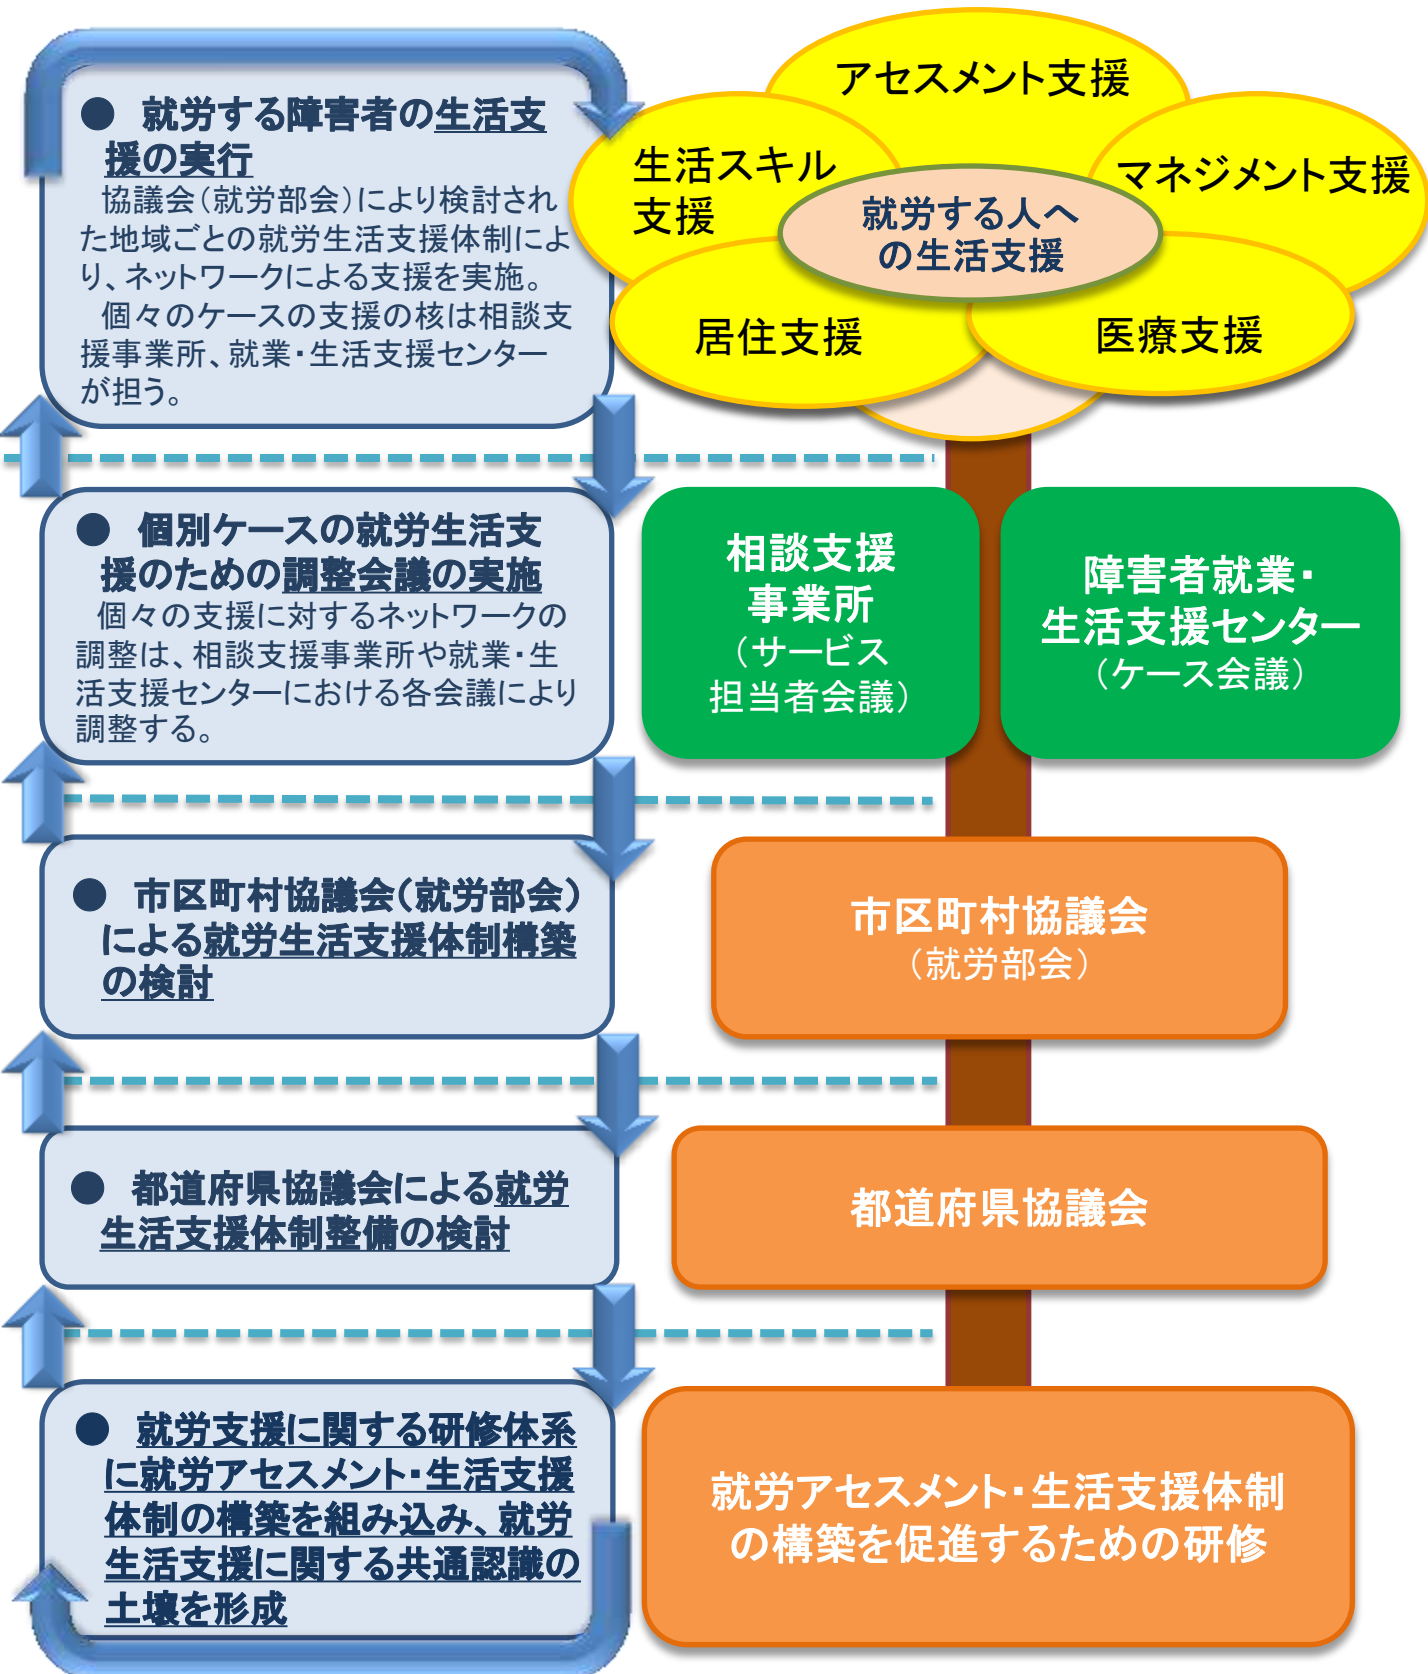 ● 就労する障害者の生活支
援の実行
協議会(就労部会)により検討され
た地域ごとの就労生活支援体制によ
り、ネットワークによる支援を実施。
個々のケースの支援の核は相談支
援事業所、就業・生活支援センター
が担う。
アセスメント支援
生活スキル
支援
マネジメント支援
就労する人へ
の生活支援
居住支援
医療支援
● 個別ケースの就労生活支
援のための調整会議の実施
個々の支援に対するネットワークの
調整は、相談支援事業所や就業・生
活支援センターにおける各会議により
調整する。
相談支援
事業所
(サービス
担当者会議)
障害者就業・
生活支援センター
(ケース会議)
● 市区町村協議会(就労部会)
による就労生活支援体制構築
の検討
市区町村協議会
(就労部会)
● 都道府県協議会による就労
生活支援体制整備の検討
都道府県協議会
● 就労支援に関する研修体系
に就労アセスメント・生活支援
体制の構築を組み込み、就労
生活支援に関する共通認識の
土壌を形成
就労アセスメント・生活支援体制
の構築を促進するための研修